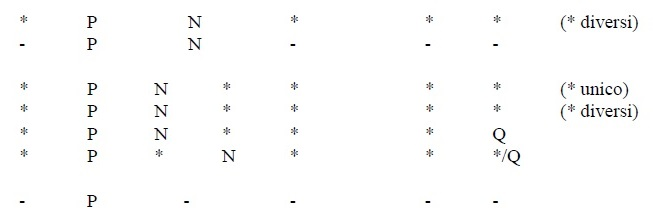 * P N * * * (* diversi)
- P N - - -
* P N * * * * (* unico)
* P N * * * * (* diversi)
* P N * * * Q
* P * N * * */Q
- P - - - -